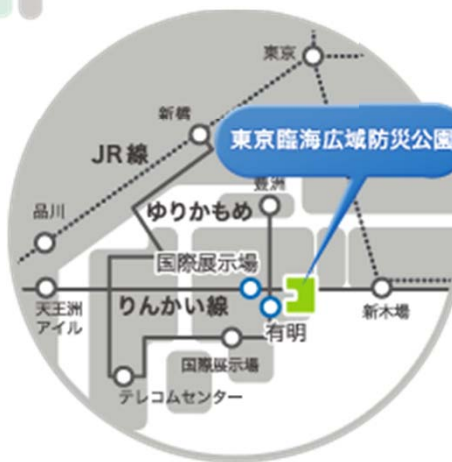 東京
新橋
東京臨海広域防災公園
JR線
豊洲
品川
ゆりかもめ
国際展示場
天王洲
アイル
りんかい線
新木場
有明
国際展示場
テレコムセンター